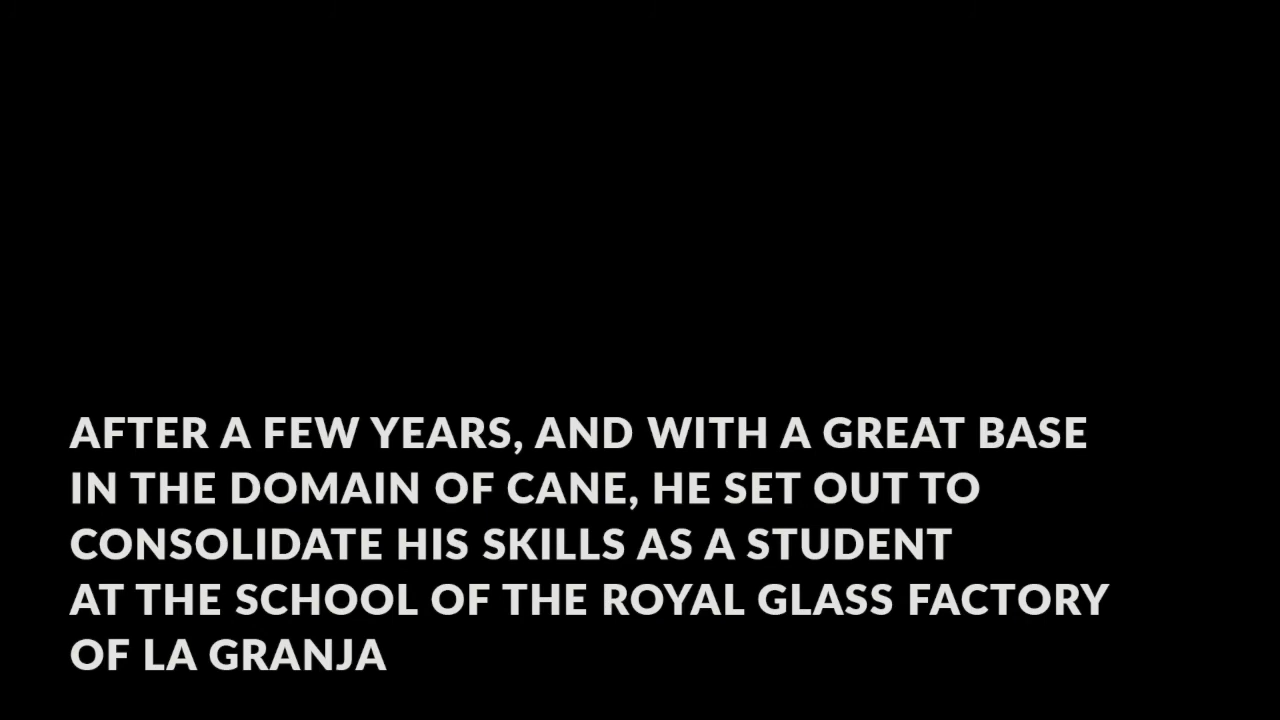 AFTER A FEW YEARS, AND WITH A GREAT BASE
IN THE DOMAIN OF CANE, HE SET OUT TO
CONSOLIDATE HIS SKILLS AS A STUDENT
AT THE SCHOOL OF THE ROYAL GLASS FACTORY
OF LA GRANJA